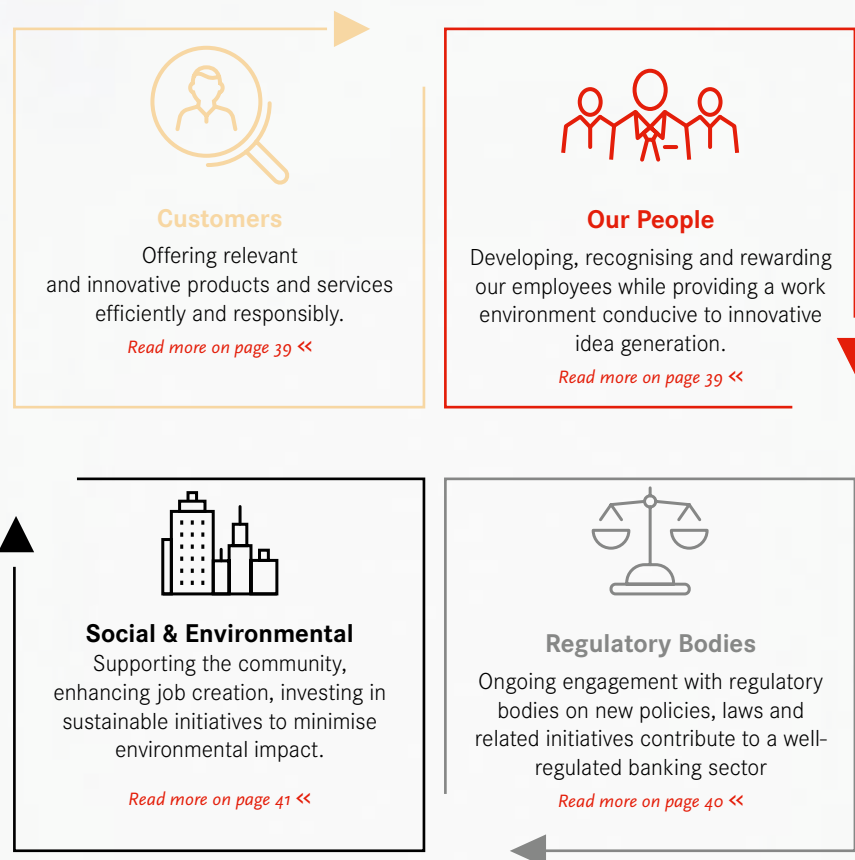 Customers
Offering relevant
and innovative products and services
efficiently and responsibly.
Read more on page 39 <<
Our People
Developing, recognising and rewarding
our employees while providing a work
environment conducive to innovative
idea generation.
Read more on page 39 <<
Social & Environmental
Supporting the community,
enhancing job creation, investing in
sustainable initiatives to minimise
environmental impact.
Read more on page 41 <<
Regulatory Bodies
Ongoing engagement with regulatory
bodies on new policies, laws and
related initiatives contribute to a well-
regulated banking sector
Read more on page 40 <<